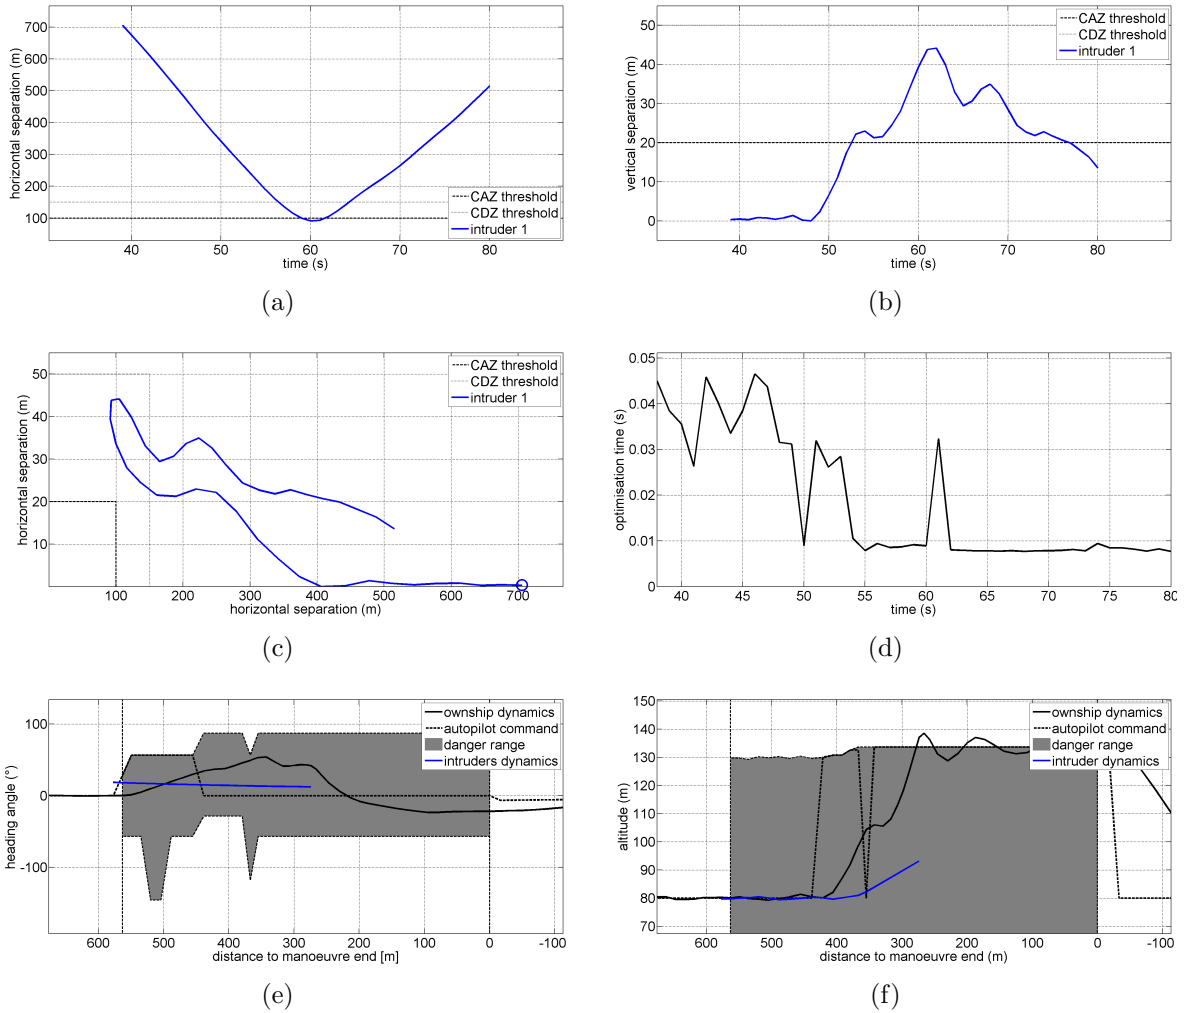 700
600
500
400
300
200
100
horizontal separation (m)
40 50 60 70 80
time (s)
CAZ threshold
CDZ threshold
intruder 1
(a)
50
40
30
20
10
0
vertical separation (m)
40 50 60 70 80
time (s)
CAZ threshold
CDZ threshold
intruder 1
(b)
50
40
30
20
10
horizontal separation (m)
100 200 300 400 500 600 700
horizontal separation (m)
CAZ threshold
CDZ threshold
intruder 1
(c)
0.05
0.04
0.03
0.02
0.01
0
optimisation time (s)
40 45 50 55 60 65 70 75 80
time (s)
(d)
100
0
-100
heading angle (°)
600 500 400 300 200 100 0 -100
distance to manoeuvre end [m]
ownship dynamics
autopilot command
danger range
intruders dynamics
(e)
150
140
130
120
110
100
90
80
70
altitude (m)
600 500 400 300 200 100 0 -100
distance to manoeuvre end (m)
ownship dynamics
autopilot command
danger range
intruder dynamics
(f)